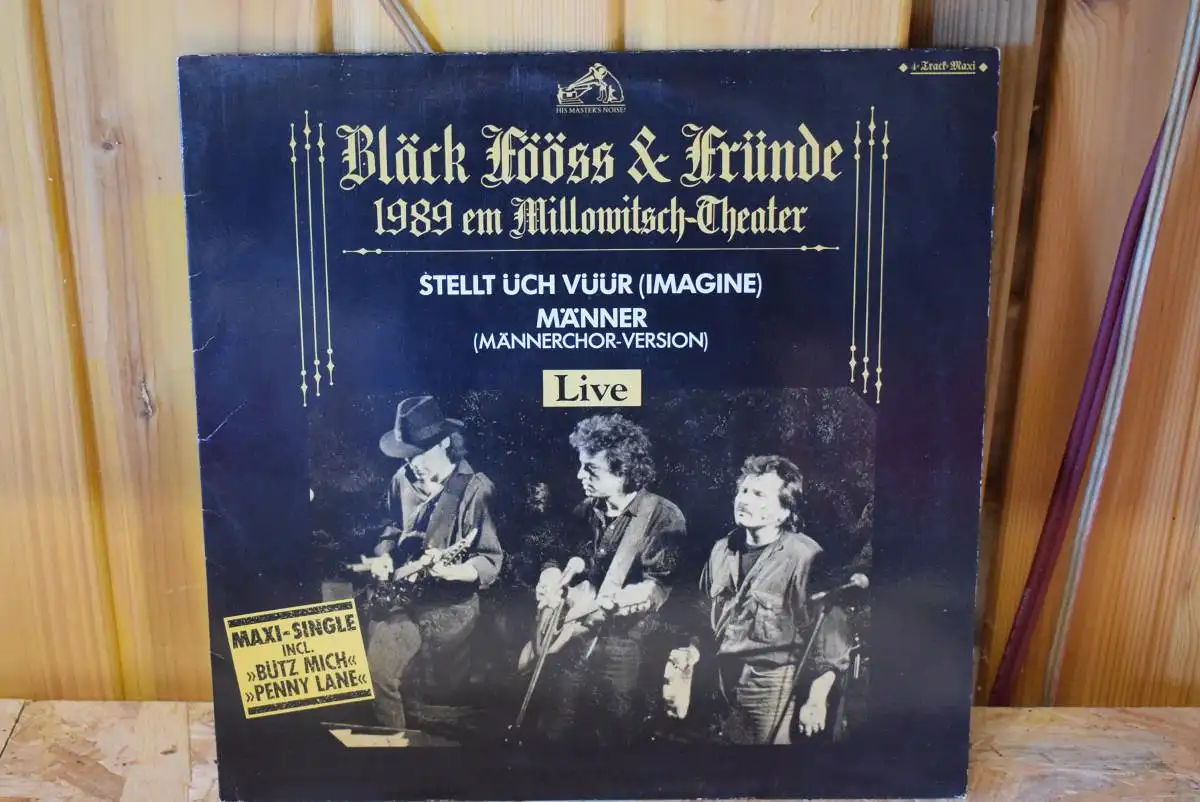 HIS MASTER'S NOISE!
4-Track-Maxi
Bläck Fööss & Fründe
1989 em Millowitsch-Theater
STELLT ÜCH VÜÜR (IMAGINE)
MÄNNER
(MÄNNERCHOR-VERSION)
Live
MAXI-SINGLE
INCL.
»BÜTZ MICH«
»PENNY LANE«